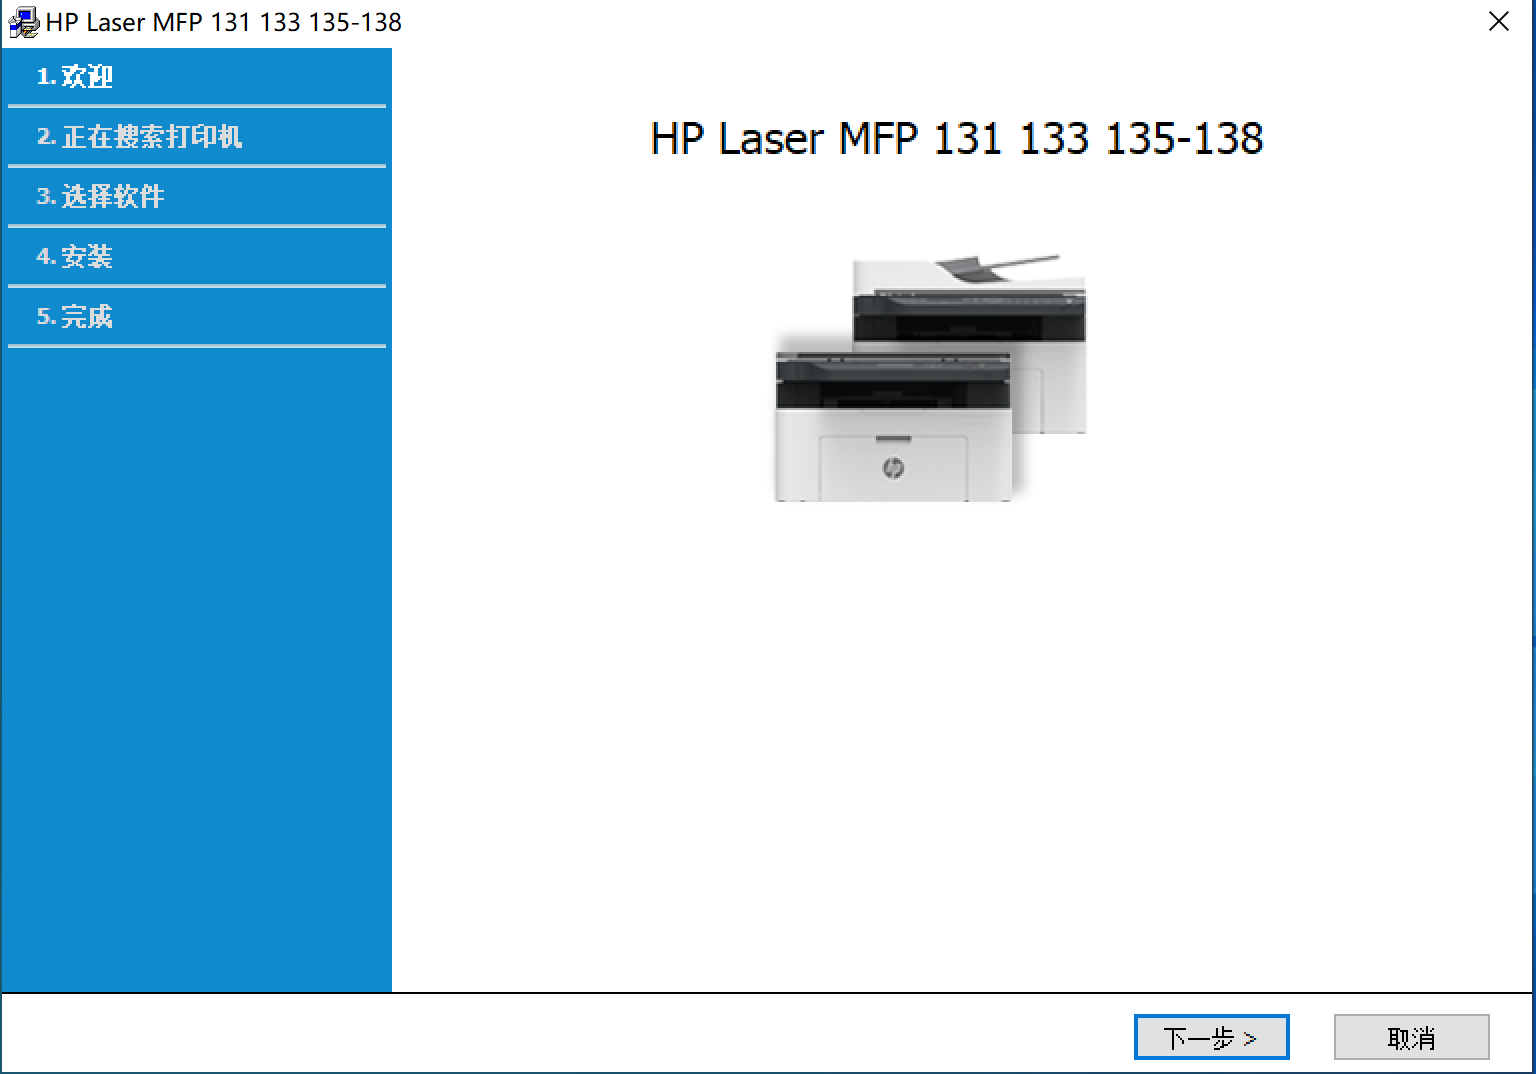 HP Laser MFP 131 133 135-138
1. 欢迎
2. 正在搜索打印机
3. 选择软件
4. 安装
5. 完成
HP Laser MFP 131 133 135-138
hp
下一步 >
取消